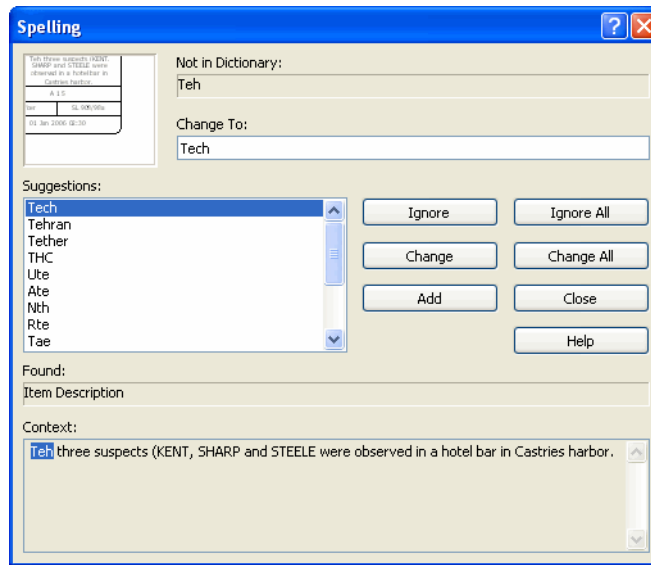 Spelling
Not in Dictionary:
Teh
Teh three suspects (KENT,
SHARP and STEELE were
observed in a hotel bar in
Castries harbor.
A 1 5
01 Jan 2006 02:30
Change To:
Tech
Suggestions:
Tech
Tehran
Tether
THC
Ute
Ate
Nth
Rte
Tae
Ignore
Ignore All
Change
Change All
Add
Close
Help
Found:
Item Description
Context:
Teh three suspects (KENT, SHARP and STEELE were observed in a hotel bar in Castries harbor.